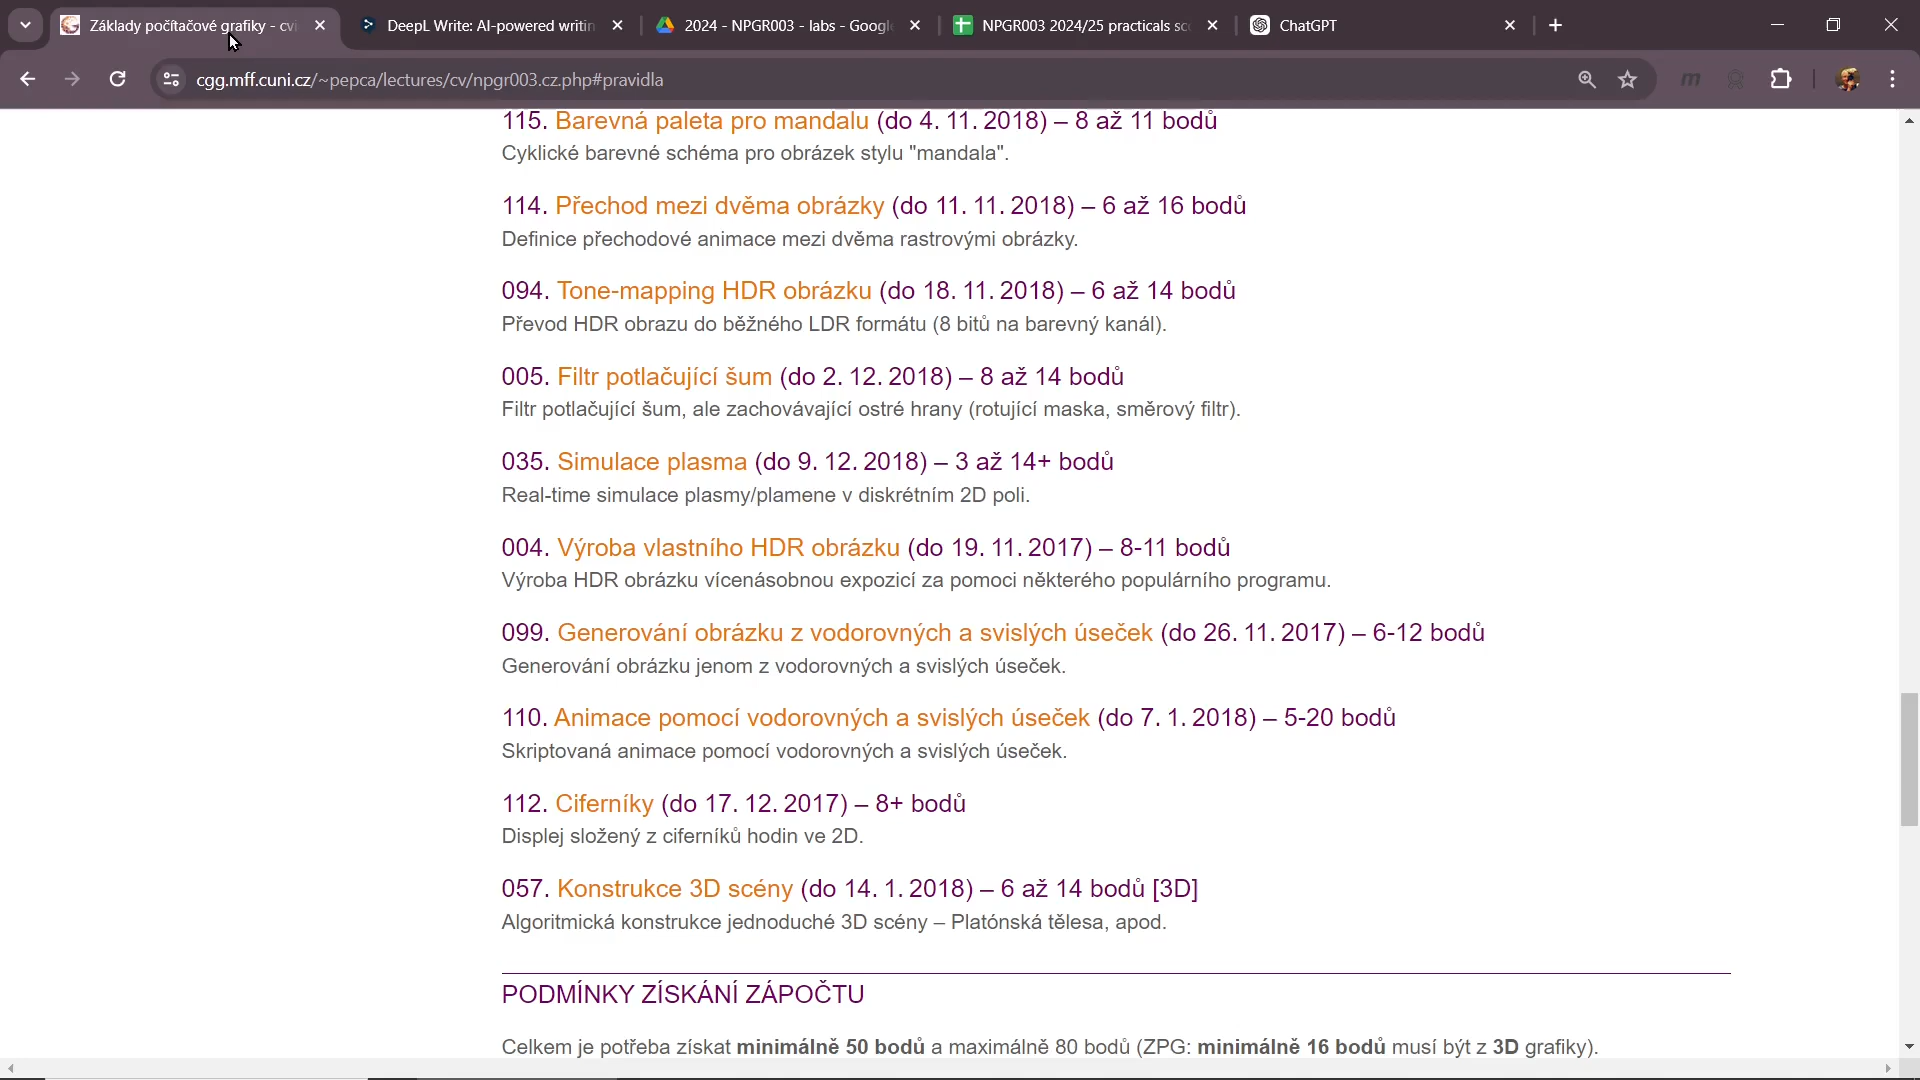 Základy počítačové grafiky - cvi
DeepL Write: AI-powered writin
2024 - NPGR003 - labs - Googl
NPGR003 2024/25 practicals sc
ChatGPT
cgg.mff.cuni.cz/~pepca/lectures/cv/npgr003.cz.php#pravidla
115. Barevná paleta pro mandalu (do 4. 11. 2018) – 8 až 11 bodů
Cyklické barevné schéma pro obrázek stylu "mandala".
114. Přechod mezi dvěma obrázky (do 11. 11. 2018) – 6 až 16 bodů
Definice přechodové animace mezi dvěma rastrovými obrázky.
094. Tone-mapping HDR obrázku (do 18. 11. 2018) – 6 až 14 bodů
Převod HDR obrazu do běžného LDR formátu (8 bitů na barevný kanál).
005. Filtr potlačující šum (do 2. 12. 2018) – 8 až 14 bodů
Filtr potlačující šum, ale zachovávající ostré hrany (rotující maska, směrový filtr).
035. Simulace plasma (do 9. 12. 2018) – 3 až 14+ bodů
Real-time simulace plasmy/plamene v diskrétním 2D poli.
004. Výroba vlastního HDR obrázku (do 19. 11. 2017) – 8-11 bodů
Výroba HDR obrázku vícenásobnou expozicí za pomoci některého populárního programu.
099. Generování obrázku z vodorovných a svislých úseček (do 26. 11. 2017) – 6-12 bodů
Generování obrázku jenom z vodorovných a svislých úseček.
110. Animace pomocí vodorovných a svislých úseček (do 7. 1. 2018) – 5-20 bodů
Skriptovaná animace pomocí vodorovných a svislých úseček.
112. Ciferníky (do 17. 12. 2017) – 8+ bodů
Displej složený z ciferníků hodin ve 2D.
057. Konstrukce 3D scény (do 14. 1. 2018) – 6 až 14 bodů [3D]
Algoritmická konstrukce jednoduché 3D scény – Platónská tělesa, apod.
PODMÍNKY ZÍSKÁNÍ ZÁPOČTU
Celkem je potřeba získat minimálně 50 bodů a maximálně 80 bodů (ZPG: minimálně 16 bodů musí být z 3D grafiky).